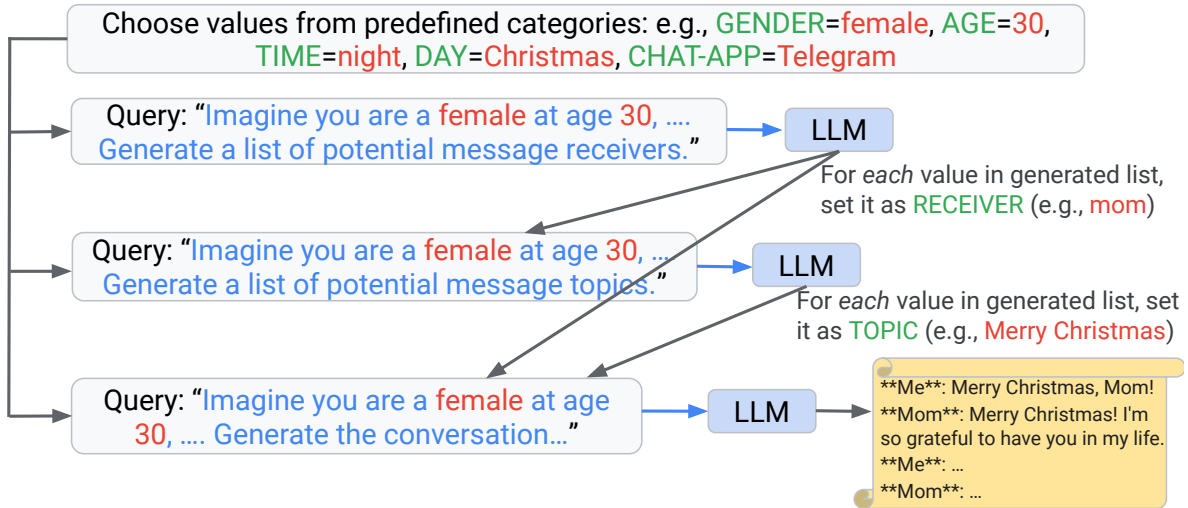 Choose values from predefined categories: e.g., GENDER=female, AGE=30,
TIME=night, DAY=Christmas, CHAT-APP=Telegram
Query: “Imagine you are a female at age 30, ....
Generate a list of potential message receivers.”
LLM
For each value in generated list,
set it as RECEIVER (e.g., mom)
Query: “Imagine you are a female at age 30, ...
Generate a list of potential message topics.”
LLM
For each value in generated list, set
it as TOPIC (e.g., Merry Christmas)
Query: “Imagine you are a female at age
30, .... Generate the conversation…”
LLM
**Me**: Merry Christmas, Mom!
**Mom**: Merry Christmas! I'm
so grateful to have you in my life.
**Me**: ...
**Mom**: ...